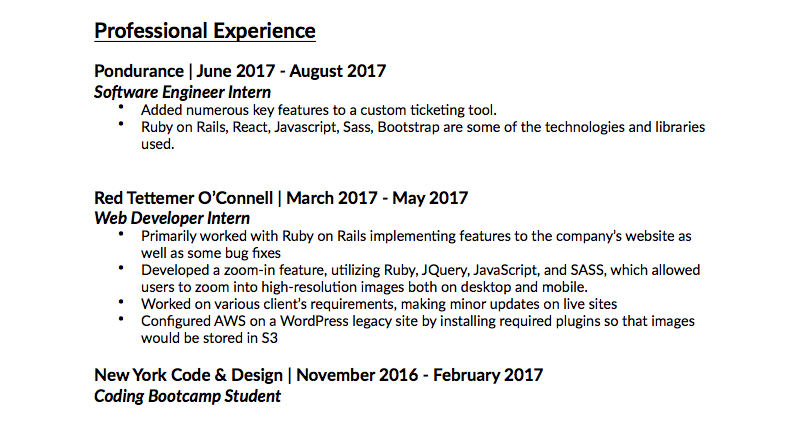 Professional Experience
Pondurance | June 2017 - August 2017
Software Engineer Intern
• Added numerous key features to a custom ticketing tool.
• Ruby on Rails, React, Javascript, Sass, Bootstrap are some of the technologies and libraries
used.
Red Tettemer O’Connell | March 2017 - May 2017
Web Developer Intern
• Primarily worked with Ruby on Rails implementing features to the company’s website as
well as some bug fixes
• Developed a zoom-in feature, utilizing Ruby, JQuery, JavaScript, and SASS, which allowed
users to zoom into high-resolution images both on desktop and mobile.
• Worked on various client’s requirements, making minor updates on live sites
• Configured AWS on a WordPress legacy site by installing required plugins so that images
would be stored in S3
New York Code & Design | November 2016 - February 2017
Coding Bootcamp Student